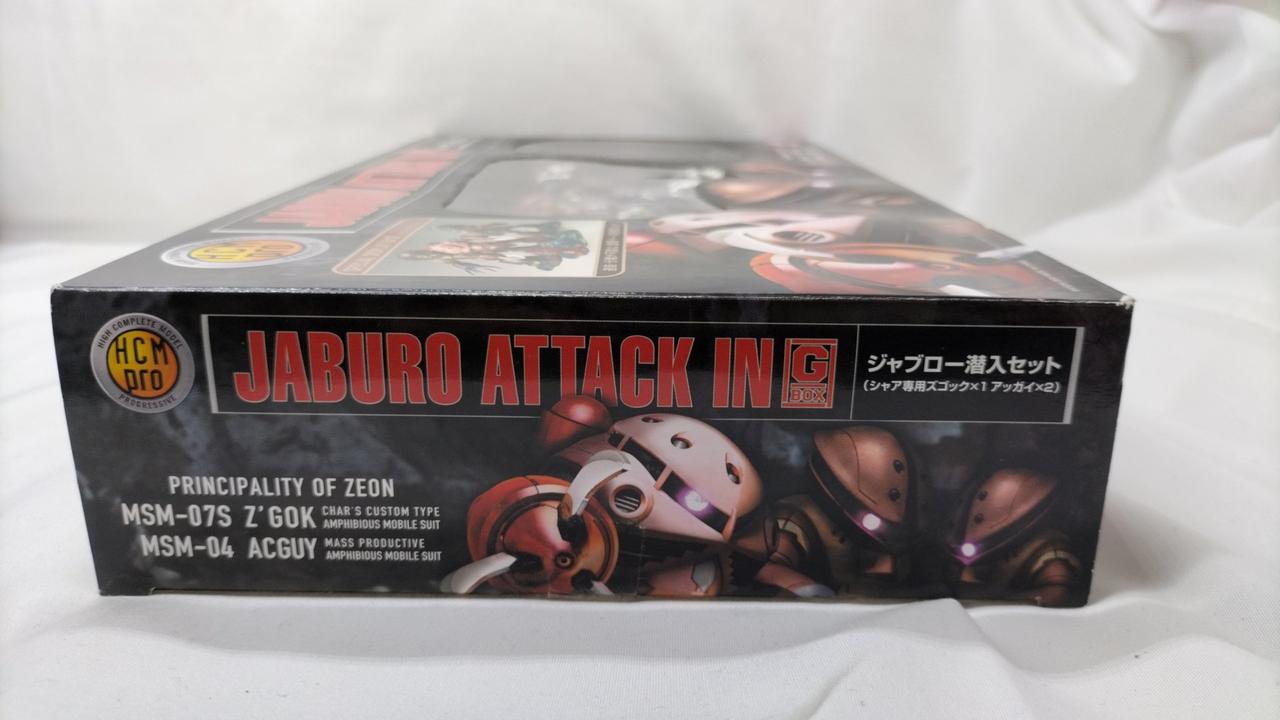 HIGH COMPLETE MODEL
HCM
pro
PROGRESSIVE
JABURO ATTACK IN
G
BOX
ジャブロー潜入セット
(シャア専用ズゴック×1 アッガイ×2)
PRINCIPALITY OF ZEON
MSM-07S Z'GOK CHAR'S CUSTOM TYPE
AMPHIBIOUS MOBILE SUIT
MSM-04 ACGUY MASS PRODUCTIVE
AMPHIBIOUS MOBILE SUIT